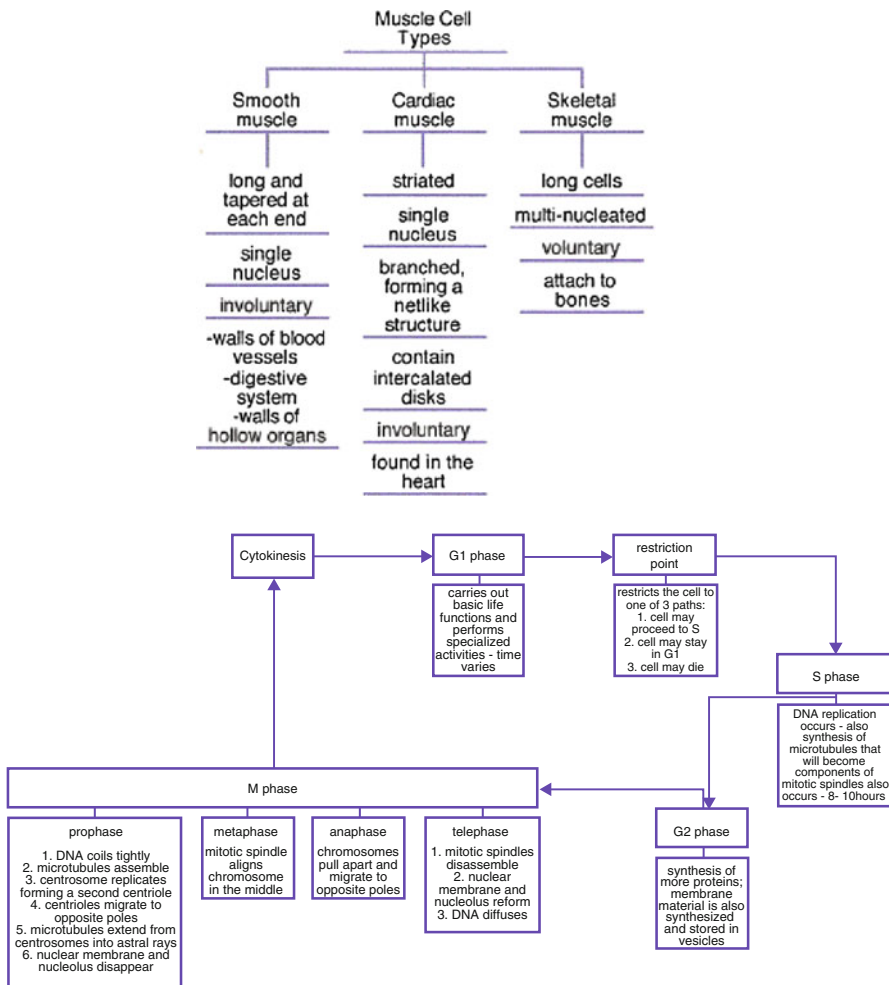 Muscle Cell
Types
Smooth
muscle
long and
tapered at
each end
single
nucleus
involuntary
-walls of blood
vessels
-digestive
system
-walls of
hollow organs
Cardiac
muscle
striated
single
nucleus
branched,
forming a
netlike
structure
contain
intercalated
disks
involuntary
found in the
heart
Skeletal
muscle
long cells
multi-nucleated
voluntary
attach to
bones
Cytokinesis
G1 phase
carries out
basic life
functions and
performs
specialized
activities - time
varies
restriction
point
restricts the cell to
one of 3 paths:
1. cell may
proceed to S
2. cell may stay
in G1
3. cell may die
S phase
DNA replication
occurs - also
synthesis of
microtubules that
will become
components of
mitotic spindles also
occurs - 8- 10hours
G2 phase
synthesis of
more proteins;
membrane
material is also
synthesized
and stored in
vesicles
M phase
prophase
1. DNA coils tightly
2. microtubules assemble
3. centrosome replicates
forming a second centriole
4. centrioles migrate to
opposite poles
5. microtubules extend from
centrosomes into astral rays
6. nuclear membrane and
nucleolus disappear
metaphase
mitotic spindle
aligns
chromosome
in the middle
anaphase
chromosomes
pull apart and
migrate to
opposite poles
telephase
1. mitotic spindles
disassemble
2. nuclear
membrane and
nucleolus reform
3. DNA diffuses